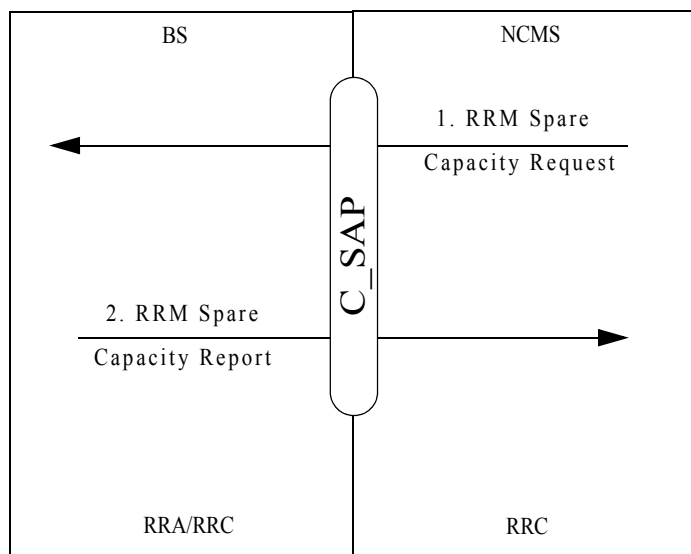 BS
NCMS
1. RRM Spare
Capacity Request
C_SAP
2. RRM Spare
Capacity Report
RRA/RRC
RRC